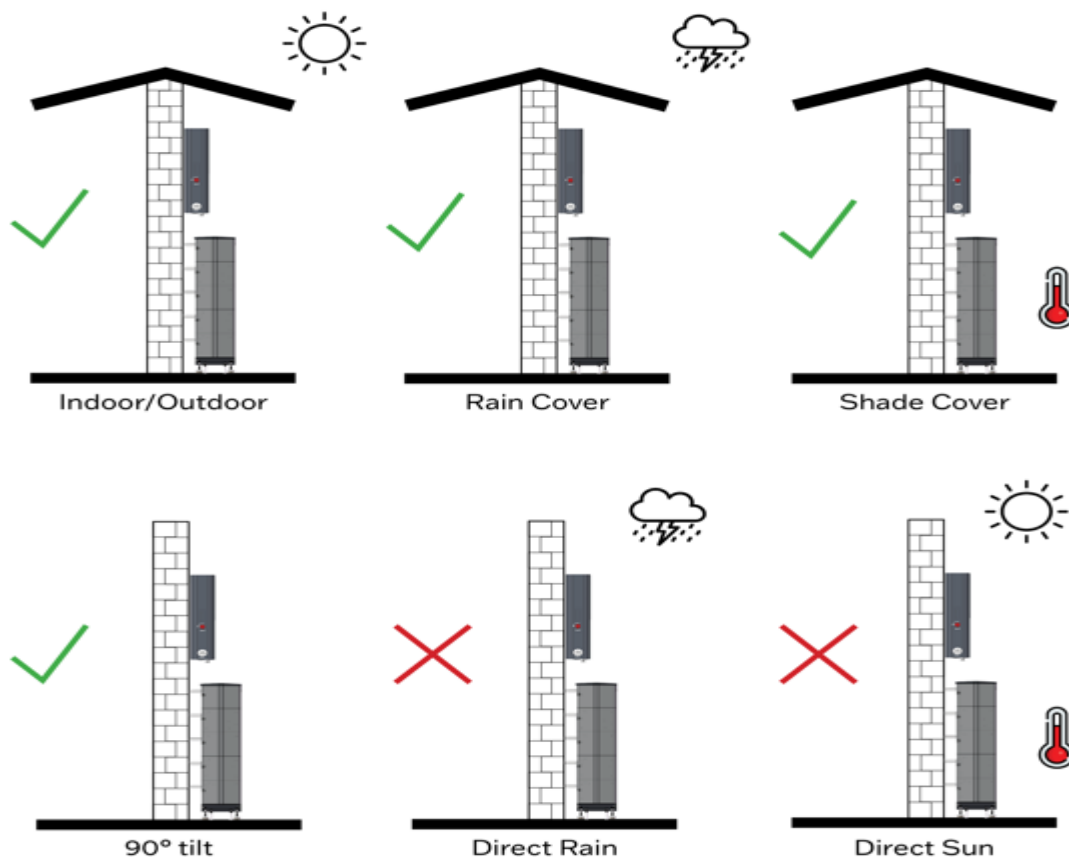 Indoor/Outdoor
Rain Cover
Shade Cover
90° tilt
Direct Rain
Direct Sun